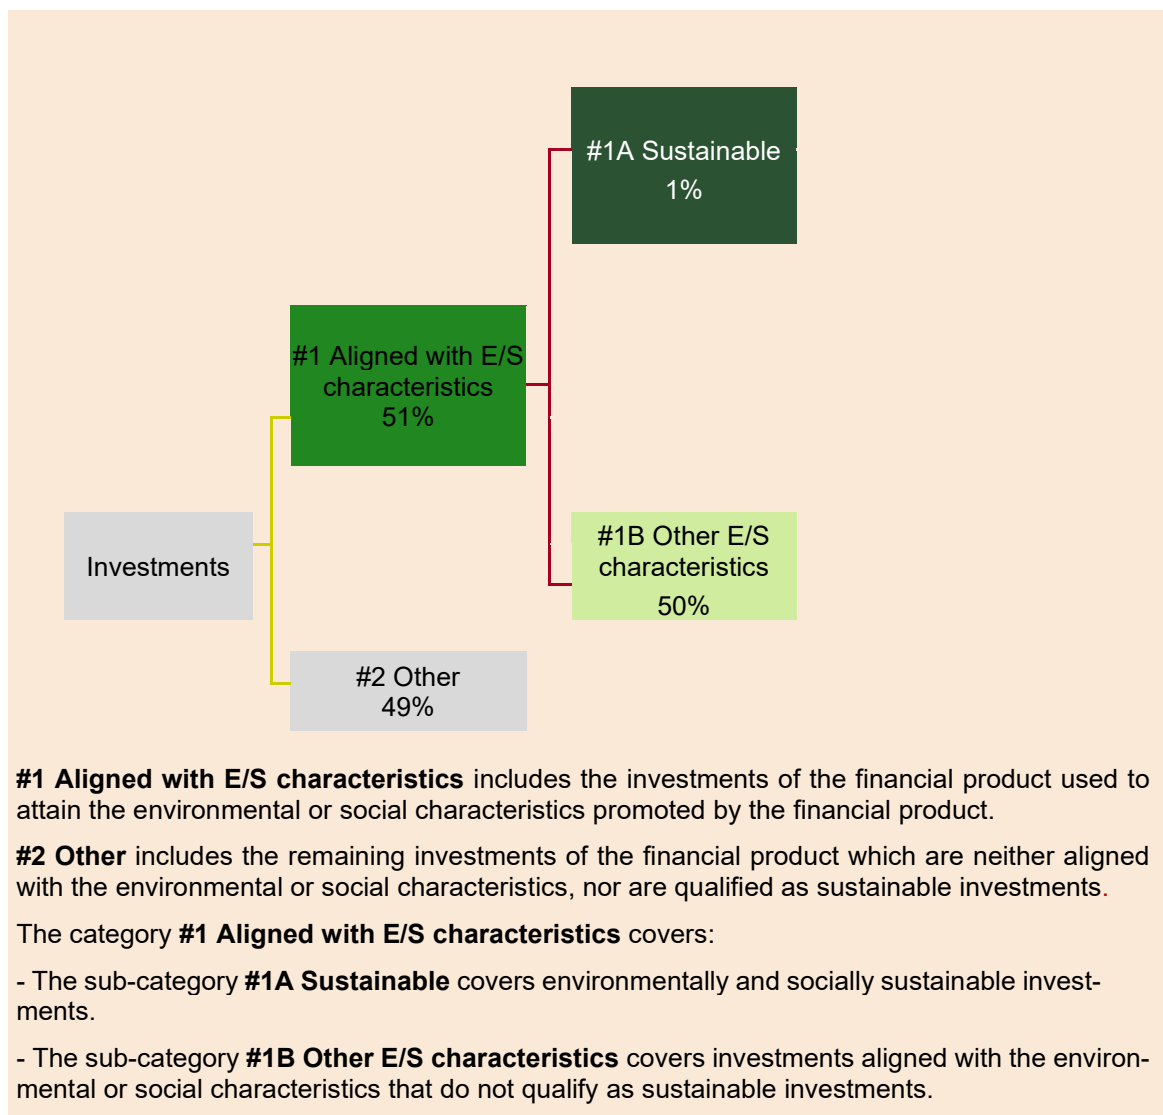 #1A Sustainable
1%
#1 Aligned with E/S
characteristics
51%
#1B Other E/S
characteristics
50%
Investments
#2 Other
49%
#1 Aligned with E/S characteristics includes the investments of the financial product used to
attain the environmental or social characteristics promoted by the financial product.
#2 Other includes the remaining investments of the financial product which are neither aligned
with the environmental or social characteristics, nor are qualified as sustainable investments.
The category #1 Aligned with E/S characteristics covers:
- The sub-category #1A Sustainable covers environmentally and socially sustainable invest-
ments.
- The sub-category #1B Other E/S characteristics covers investments aligned with the environ-
mental or social characteristics that do not qualify as sustainable investments.